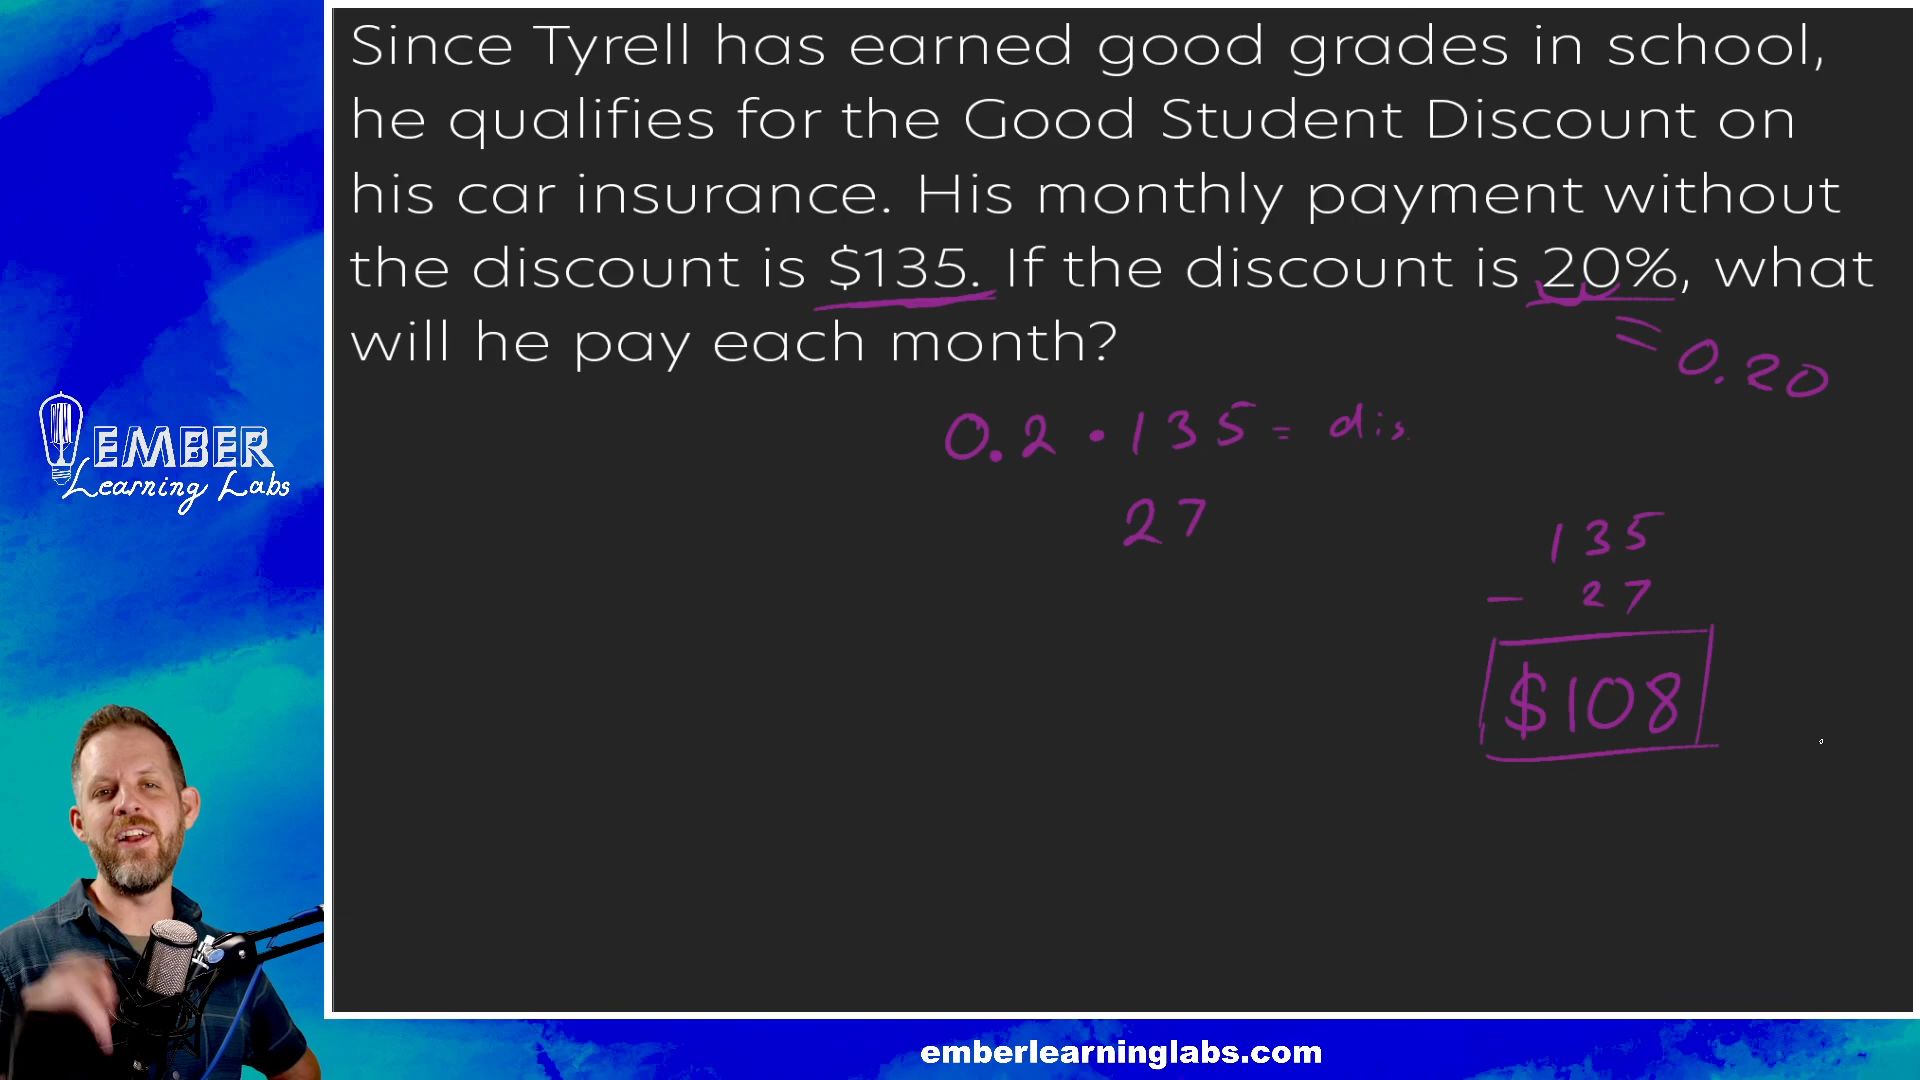 Since Tyrell has earned good grades in school,
he qualifies for the Good Student Discount on
his car insurance. His monthly payment without
the discount is $135. If the discount is 20%, what
will he pay each month?
= 0.20
0.2 · 135 = dis.
27
135
- 27
$108
EMBER
Learning Labs
emberlearninglabs.com